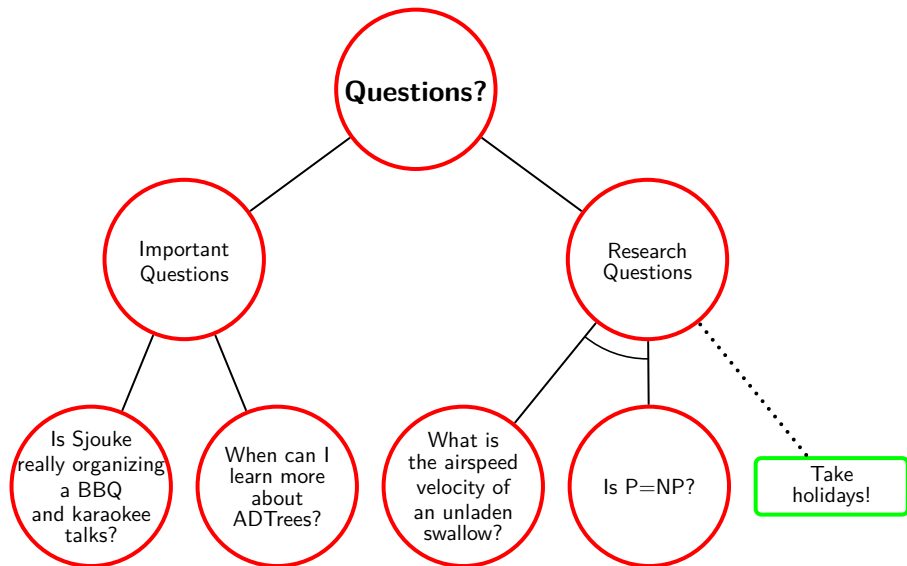 Questions?
Important
Questions
Research
Questions
Is Sjouke
really organizing
a BBQ
and karaokee
talks?
When can I
learn more
about
ADTrees?
What is
the airspeed
velocity of
an unladen
swallow?
Is P=NP?
Take
holidays!